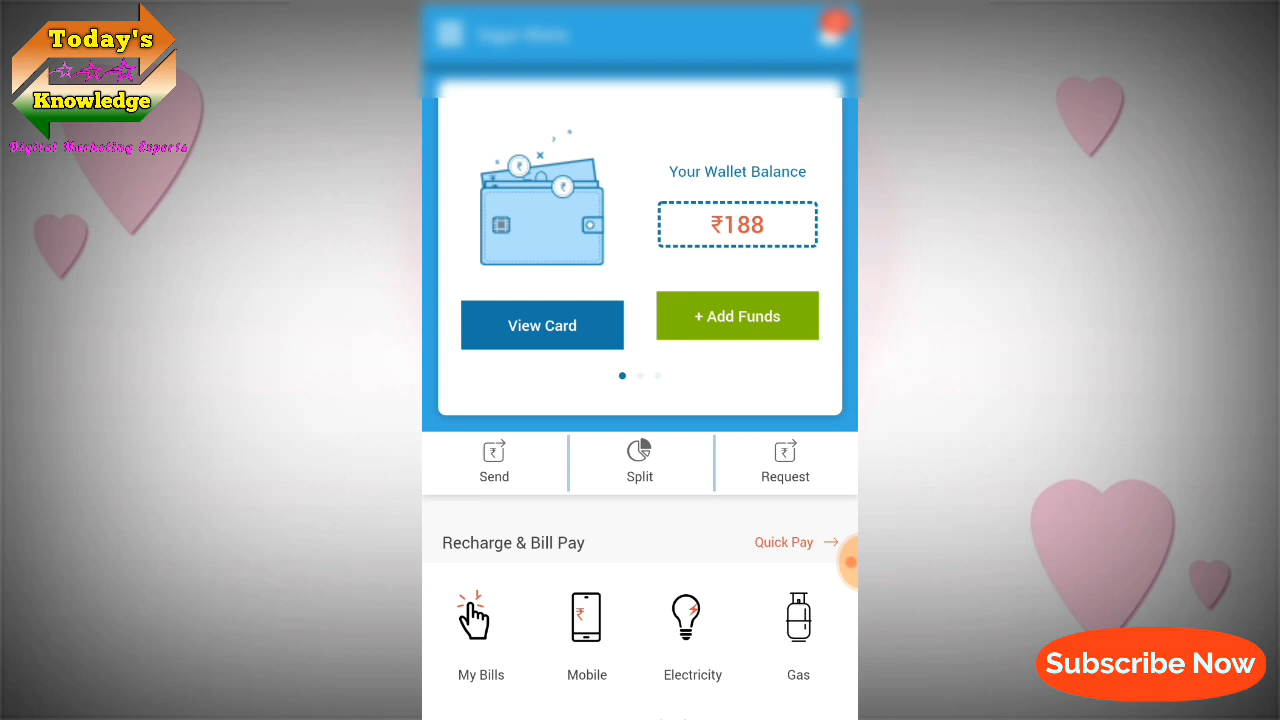 Today's
Knowledge
Digital Marketing Experts
Your Wallet Balance
₹188
View Card
+ Add Funds
Send
Split
Request
Recharge & Bill Pay
Quick Pay
My Bills
Mobile
Electricity
Gas
Subscribe Now